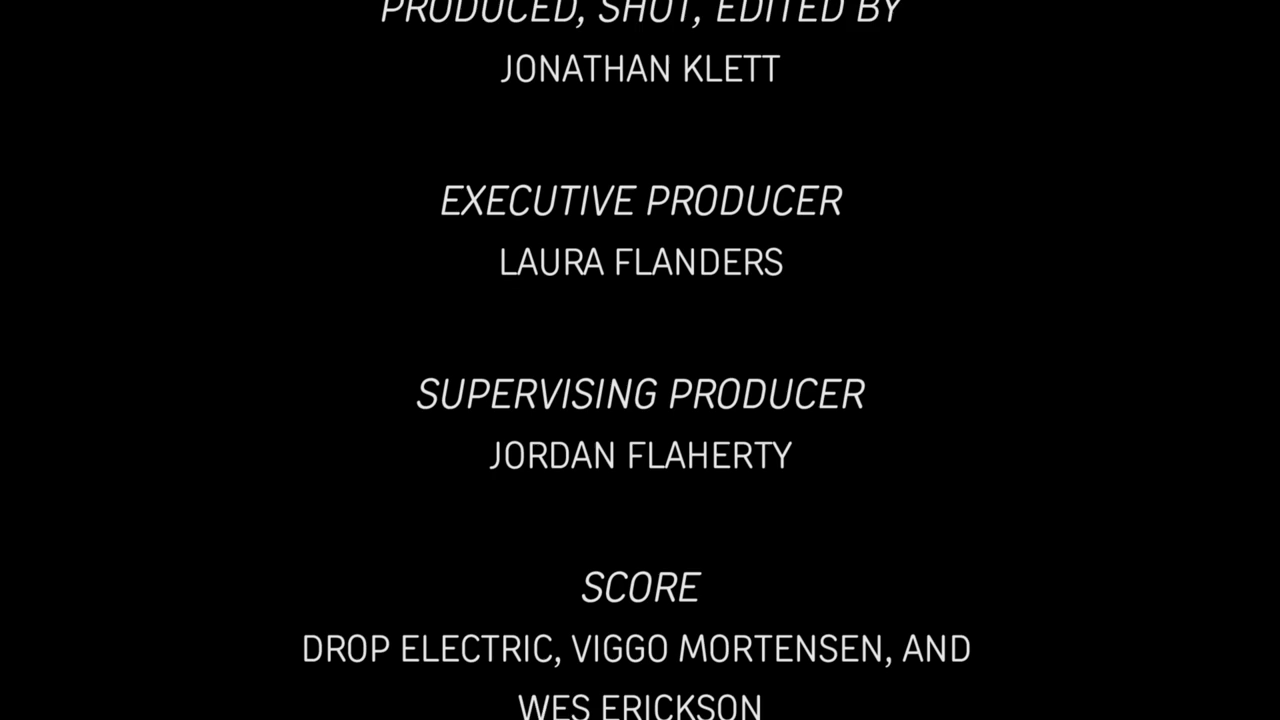 PRODUCED, SHOT, EDITED BY
JONATHAN KLETT
EXECUTIVE PRODUCER
LAURA FLANDERS
SUPERVISING PRODUCER
JORDAN FLAHERTY
SCORE
DROP ELECTRIC, VIGGO MORTENSEN, AND
WES ERICKSON